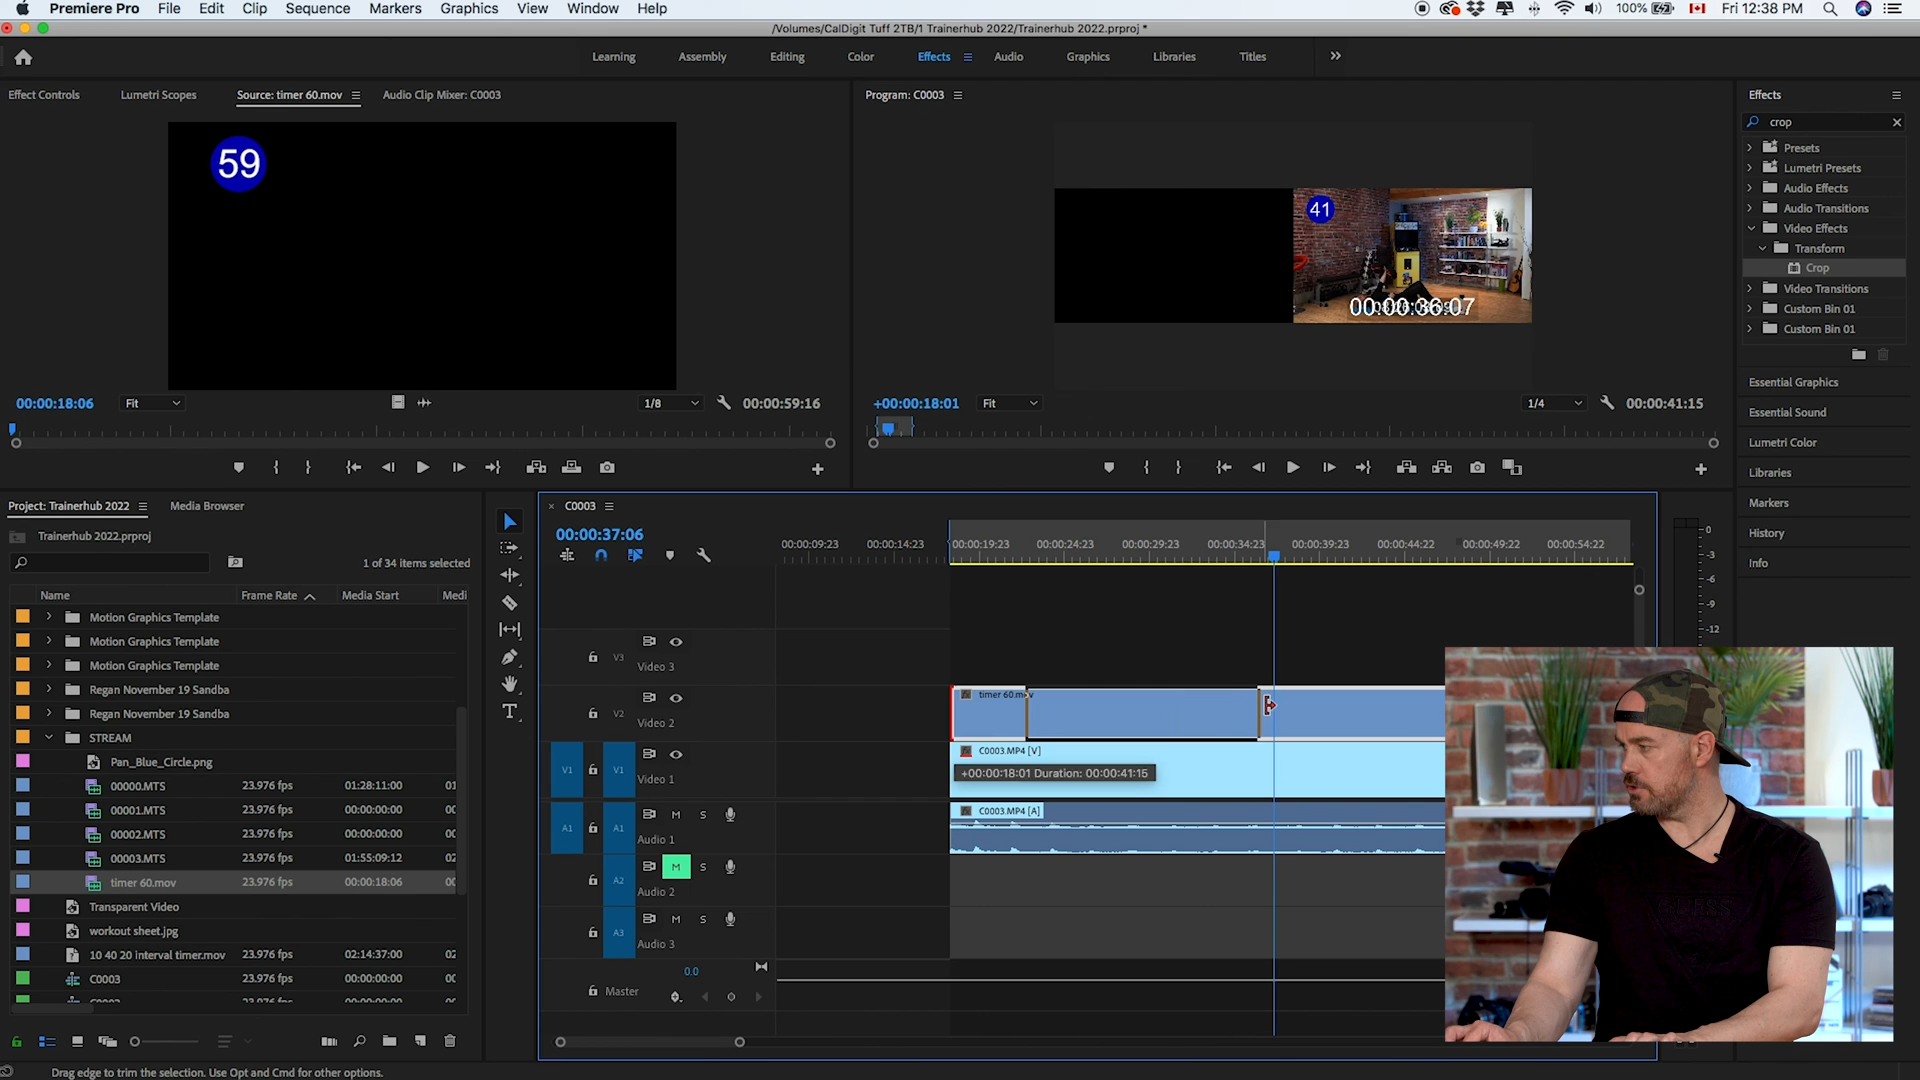 Premiere Pro File Edit Clip Sequence Markers Graphics View Window Help 100% Fri 12:38 PM
/Volumes/CalDigit Tuff 2TB/1 Trainerhub 2022/Trainerhub 2022.prproj *
Learning Assembly Editing Color Effects Audio Graphics Libraries Titles
Effect Controls Lumetri Scopes Source: timer 60.mov Audio Clip Mixer: C0003
59
00:00:18:06 Fit 1/8 00:00:59:16
Program: C0003
41
00:00:36:07
+00:00:18:01 Fit 1/4 00:00:41:15
Effects
crop
Presets
Lumetri Presets
Audio Effects
Audio Transitions
Video Effects
Transform
Crop
Video Transitions
Custom Bin 01
Custom Bin 01
Essential Graphics
Essential Sound
Lumetri Color
Libraries
Markers
History
Info
Project: Trainerhub 2022 Media Browser
Trainerhub 2022.prproj
1 of 34 items selected
Name Frame Rate Media Start Medi
Motion Graphics Template
Motion Graphics Template
Motion Graphics Template
Regan November 19 Sandba
Regan November 19 Sandba
STREAM
Pan_Blue_Circle.png
00000.MTS 23.976 fps 01:28:11:00 01
00001.MTS 23.976 fps 00:00:00:00 00
00002.MTS 23.976 fps 00:00:00:00 00
00003.MTS 23.976 fps 01:55:09:12 02
timer 60.mov 23.976 fps 00:00:18:06 00
Transparent Video
workout sheet.jpg
10 40 20 interval timer.mov 23.976 fps 02:14:37:00 02
C0003 23.976 fps 00:00:00:00 00
T
C0003
00:00:37:06
00:00:09:23 00:00:14:23 00:00:19:23 00:00:24:23 00:00:29:23 00:00:34:23 00:00:39:23 00:00:44:22 00:00:49:22 00:00:54:22
V3 Video 3
V2 Video 2
timer 60.mov
V1 V1 Video 1
C0003.MP4 [V]
+00:00:18:01 Duration: 00:00:41:15
A1 A1 M S Audio 1
C0003.MP4 [A]
A2 M S Audio 2
A3 M S Audio 3
0.0
Master
0
-3
-6
-9
-12
GUESS
Drag edge to trim the selection. Use Opt and Cmd for other options.